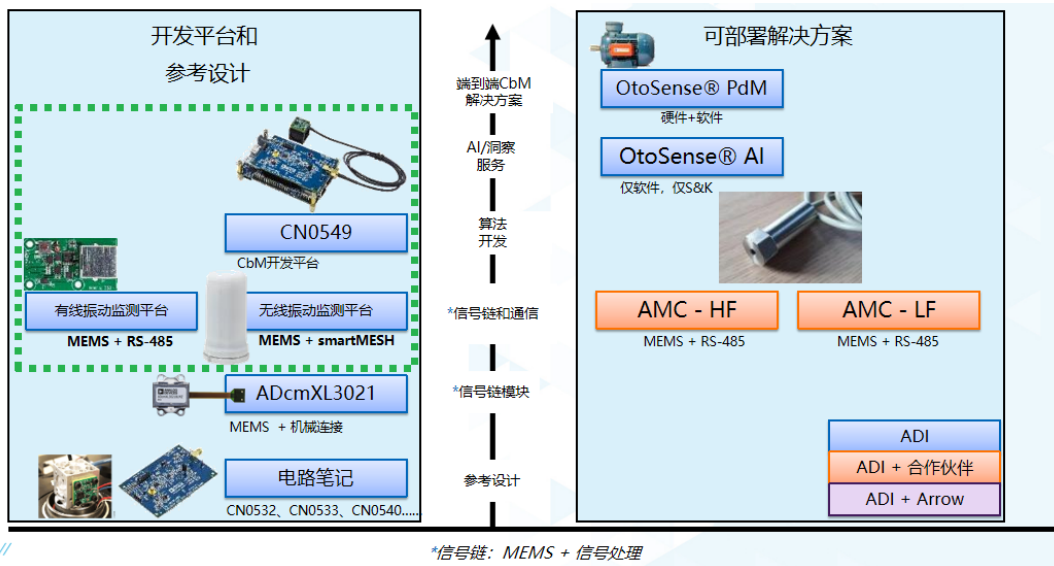 开发平台和
参考设计
CN0549
CbM开发平台
有线振动监测平台
MEMS + RS-485
无线振动监测平台
MEMS + smartMESH
ADcmXL3021
MEMS + 机械连接
电路笔记
CN0532、CN0533、CN0540......
端到端CbM
解决方案
AI/洞察
服务
算法
开发
*信号链和通信
*信号链模块
参考设计
可部署解决方案
OtoSense® PdM
硬件+软件
OtoSense® AI
仅软件，仅S&K
AMC - HF
MEMS + RS-485
AMC - LF
MEMS + RS-485
ADI
ADI + 合作伙伴
ADI + Arrow
//
*信号链：MEMS + 信号处理